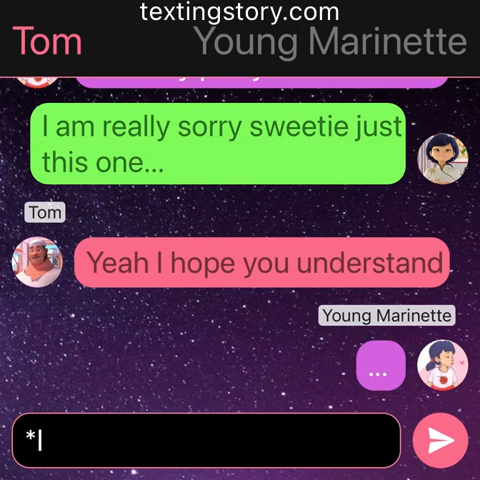 textingstory.com
Tom Young Marinette
I am really sorry sweetie just
this one...
Tom
Yeah I hope you understand
Young Marinette
...
*